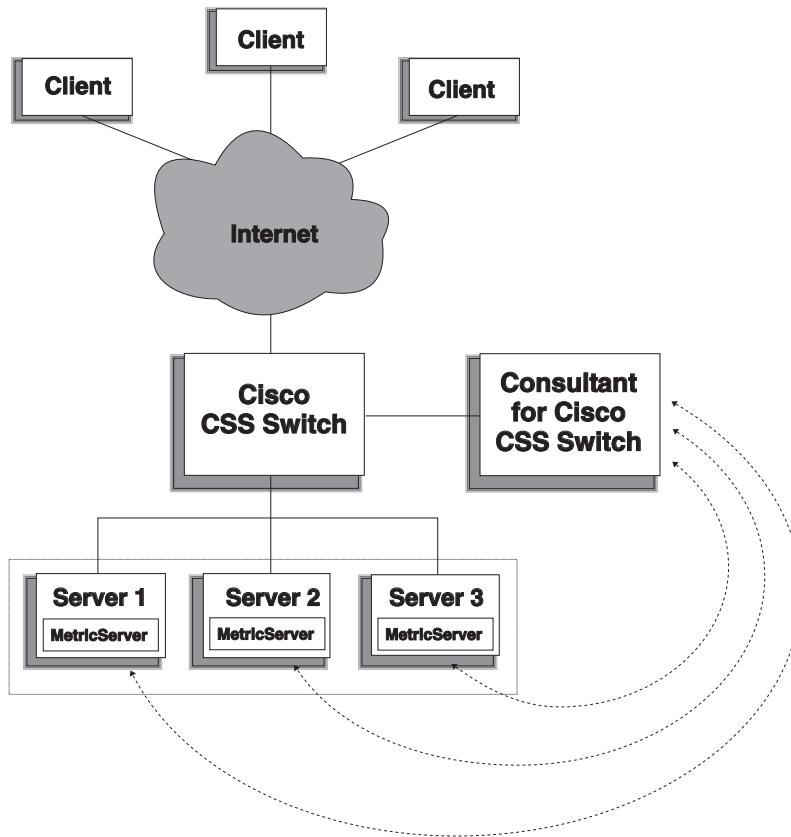 Client
Client
Client
Internet
Cisco
CSS Switch
Consultant
for Cisco
CSS Switch
Server 1
MetricServer
Server 2
MetricServer
Server 3
MetricServer